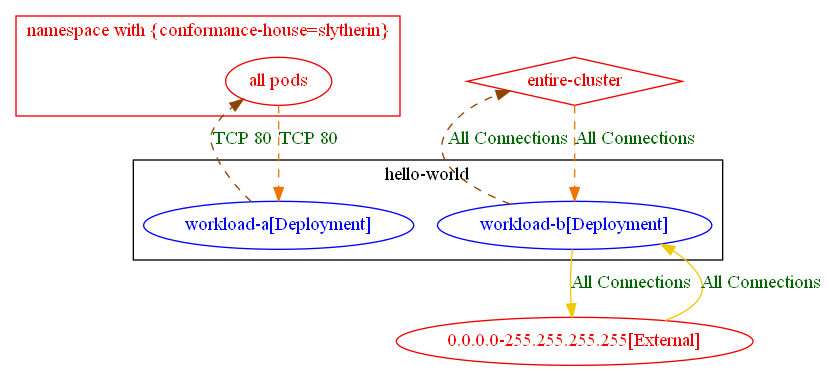 namespace with {conformance-house=slytherin}
all pods
entire-cluster
TCP 80
TCP 80
All Connections
All Connections
hello-world
workload-a[Deployment]
workload-b[Deployment]
All Connections
All Connections
0.0.0.0-255.255.255.255[External]